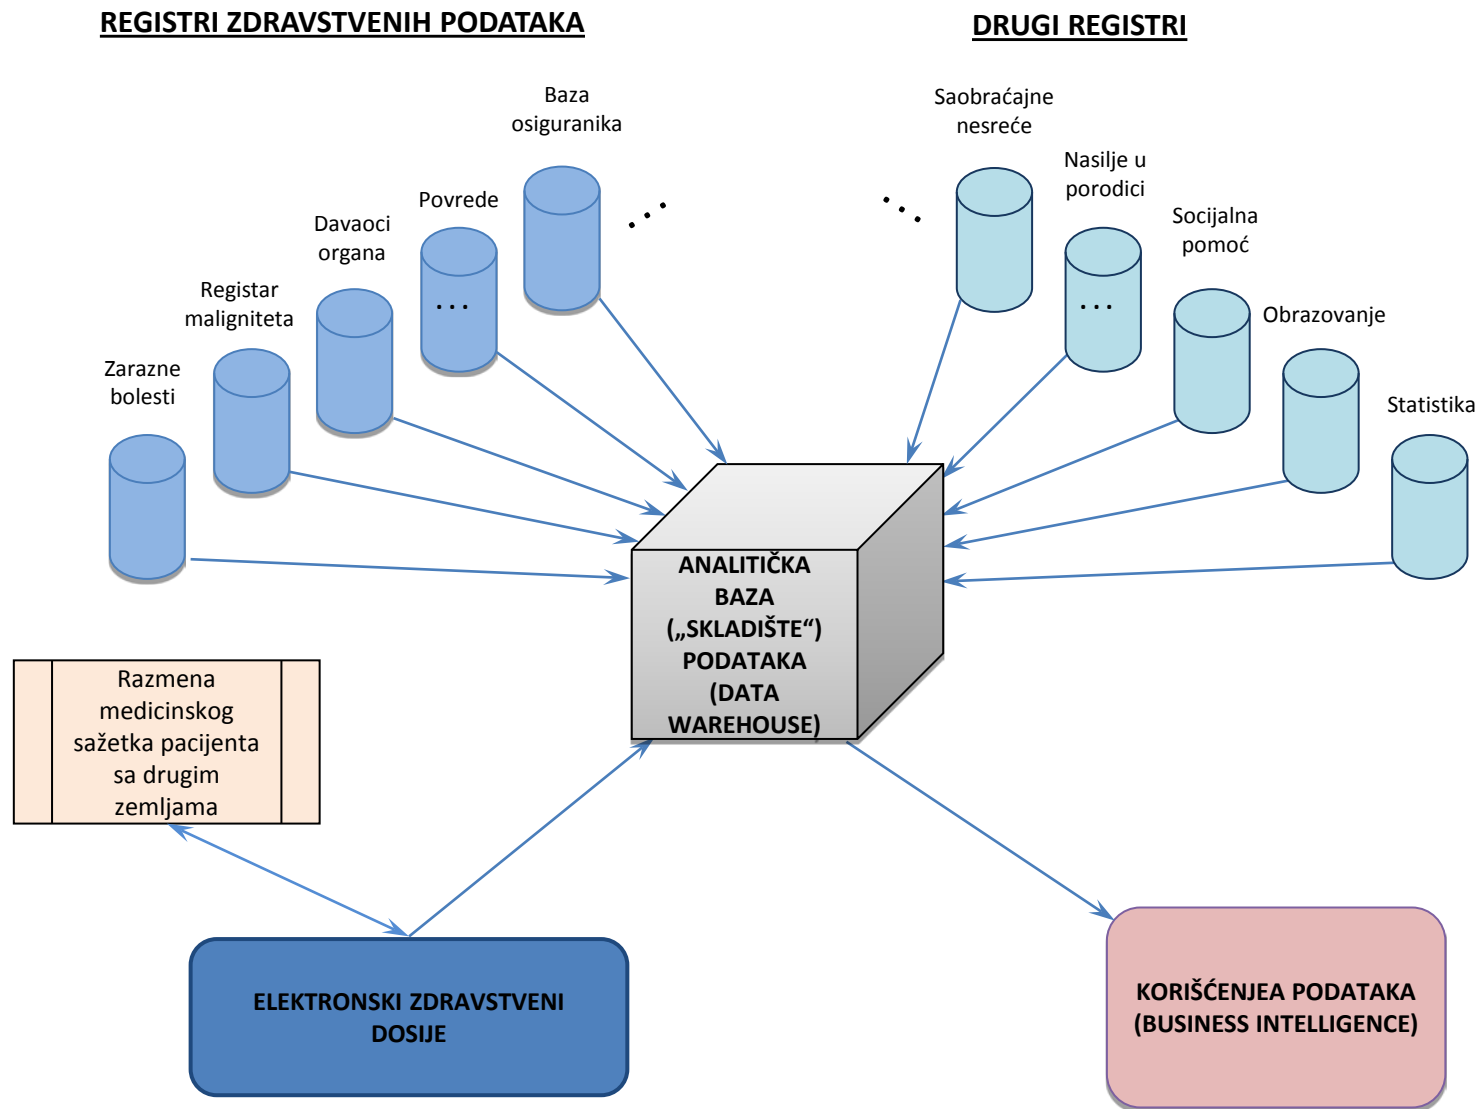 REGISTRI ZDRAVSTVENIH PODATAKA
DRUGI REGISTRI
Baza
osiguranika
Povrede
Davaoci
organa
Registar
maligniteta
Zarazne
bolesti
Saobraćajne
nesreće
Nasilje u
porodici
Socijalna
pomoć
Obrazovanje
Statistika
...
...
...
...
ANALITIČKA
BAZA
(„SKLADIŠTE“)
PODATAKA
(DATA
WAREHOUSE)
Razmena
medicinskog
sažetka pacijenta
sa drugim
zemljama
ELEKTRONSKI ZDRAVSTVENI
DOSIJE
KORIŠĆENJEA PODATAKA
(BUSINESS INTELLIGENCE)